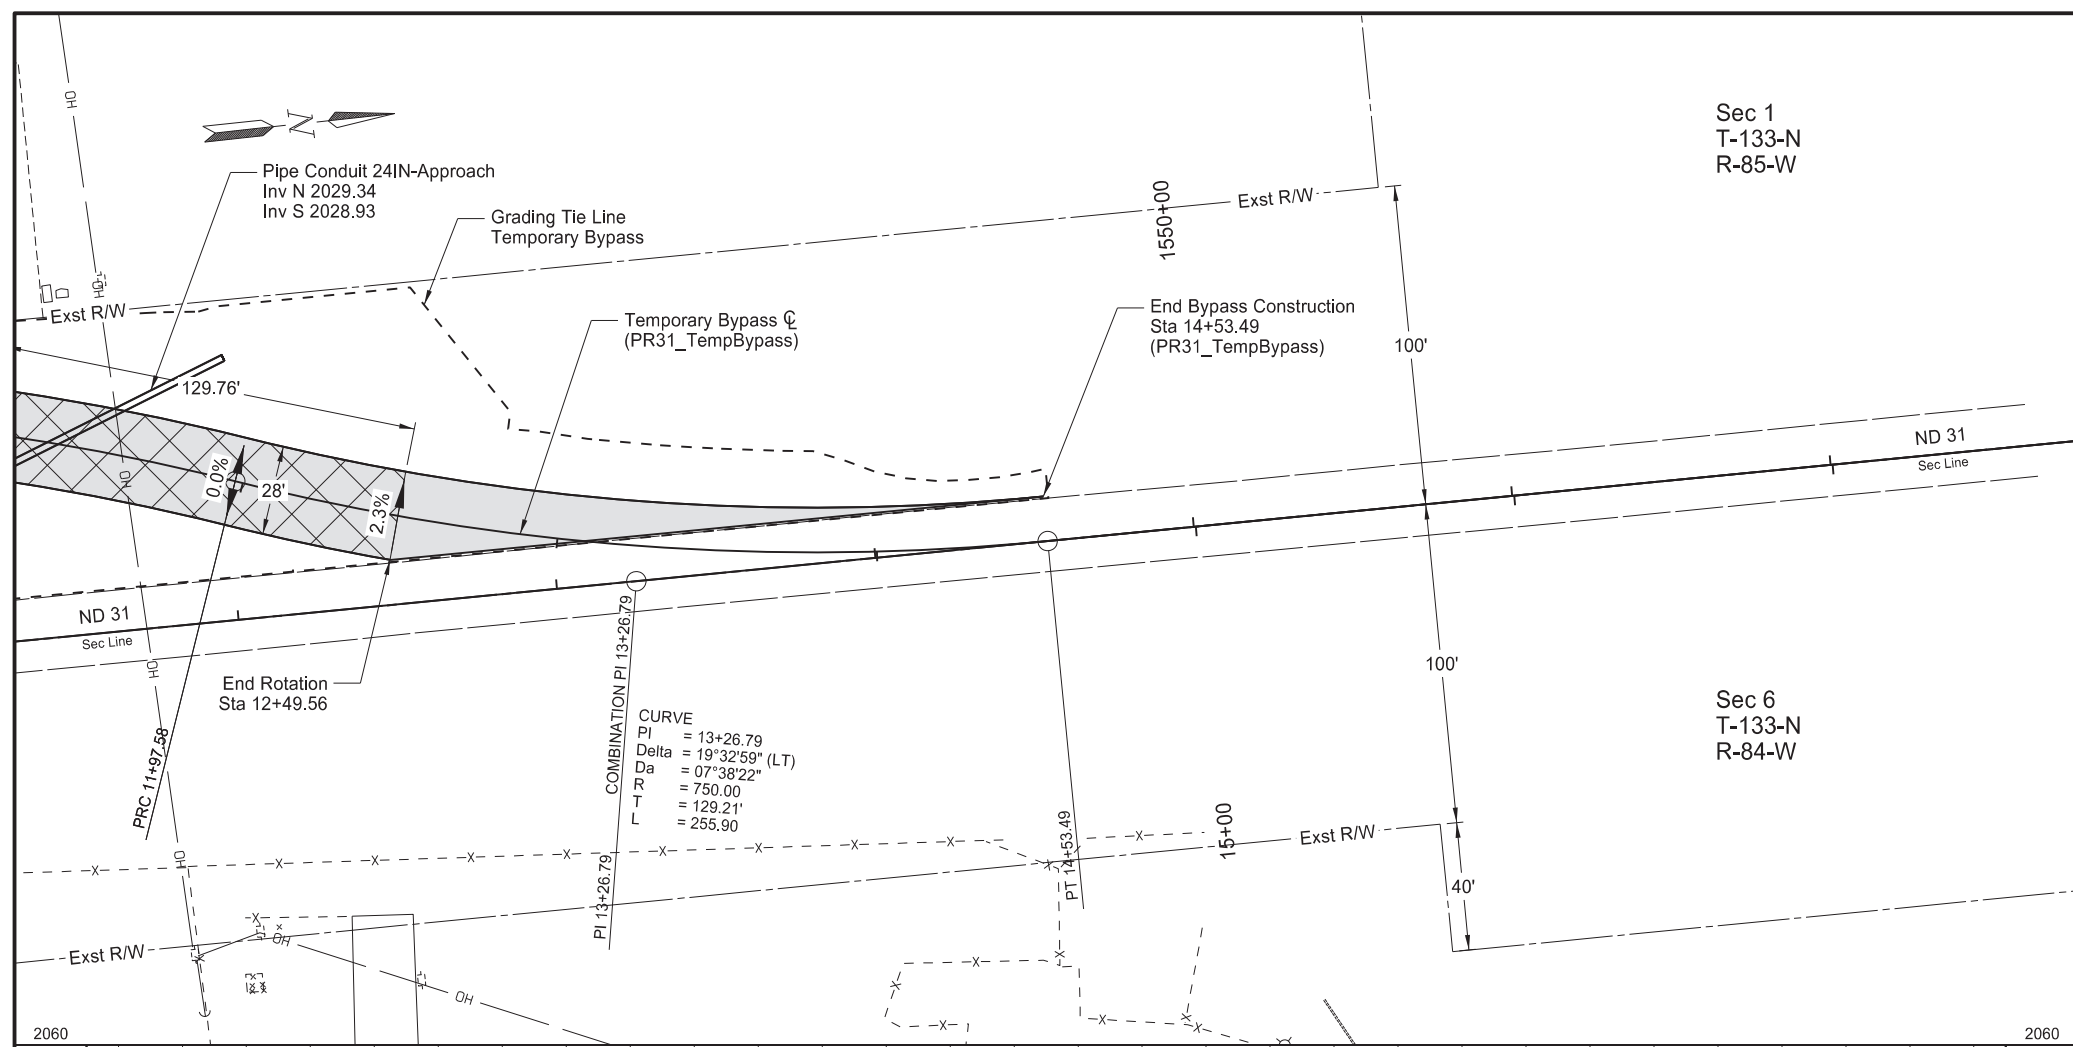 OH
N
Pipe Conduit 24IN-Approach
Inv N 2029.34
Inv S 2028.93
Grading Tie Line
Temporary Bypass
1550+00
Exst R/W
Sec 1
T-133-N
R-85-W
OH
Exst R/W
Temporary Bypass ℄
(PR31_TempBypass)
End Bypass Construction
Sta 14+53.49
(PR31_TempBypass)
100'
129.76'
ND 31
Sec Line
OH
0.0%
28'
2.3%
ND 31
Sec Line
OH
End Rotation
Sta 12+49.56
PRC 11+97.58
COMBINATION PI 13+26.79
CURVE
PI = 13+26.79
Delta = 19°32'59" (LT)
Da = 07°38'22"
R = 750.00
T = 129.21'
L = 255.90
100'
Sec 6
T-133-N
R-84-W
OH
PI 13+26.79
PT 14+53.49
15+00
Exst R/W
40'
Exst R/W
OH
OH
2060
2060